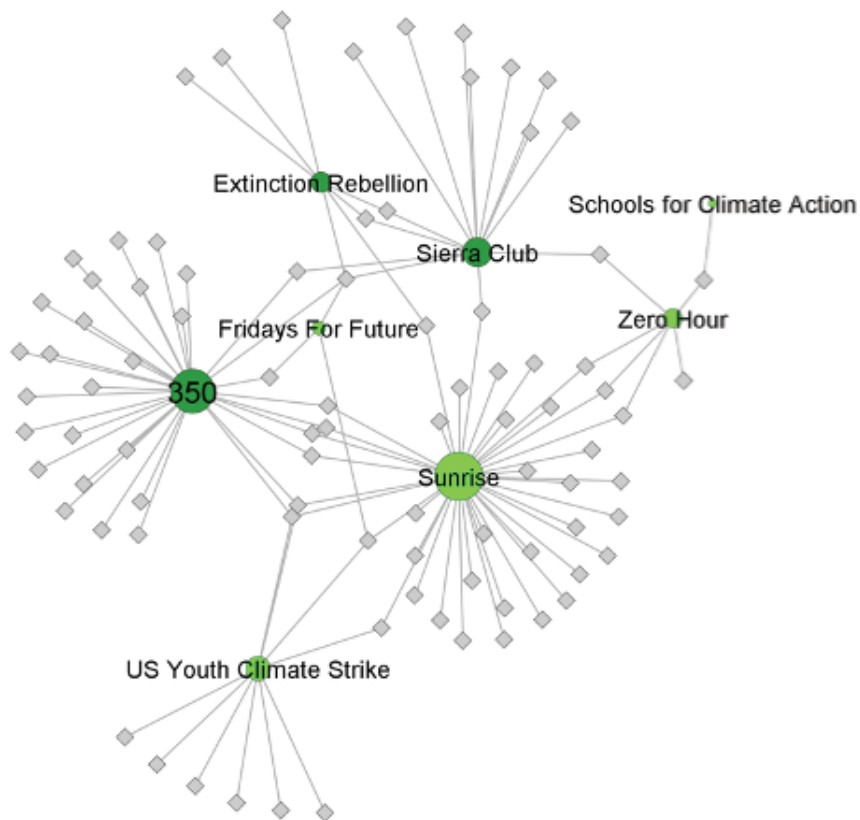 Extinction Rebellion
Schools for Climate Action
Sierra Club
Zero Hour
Fridays For Future
350
Sunrise
US Youth Climate Strike